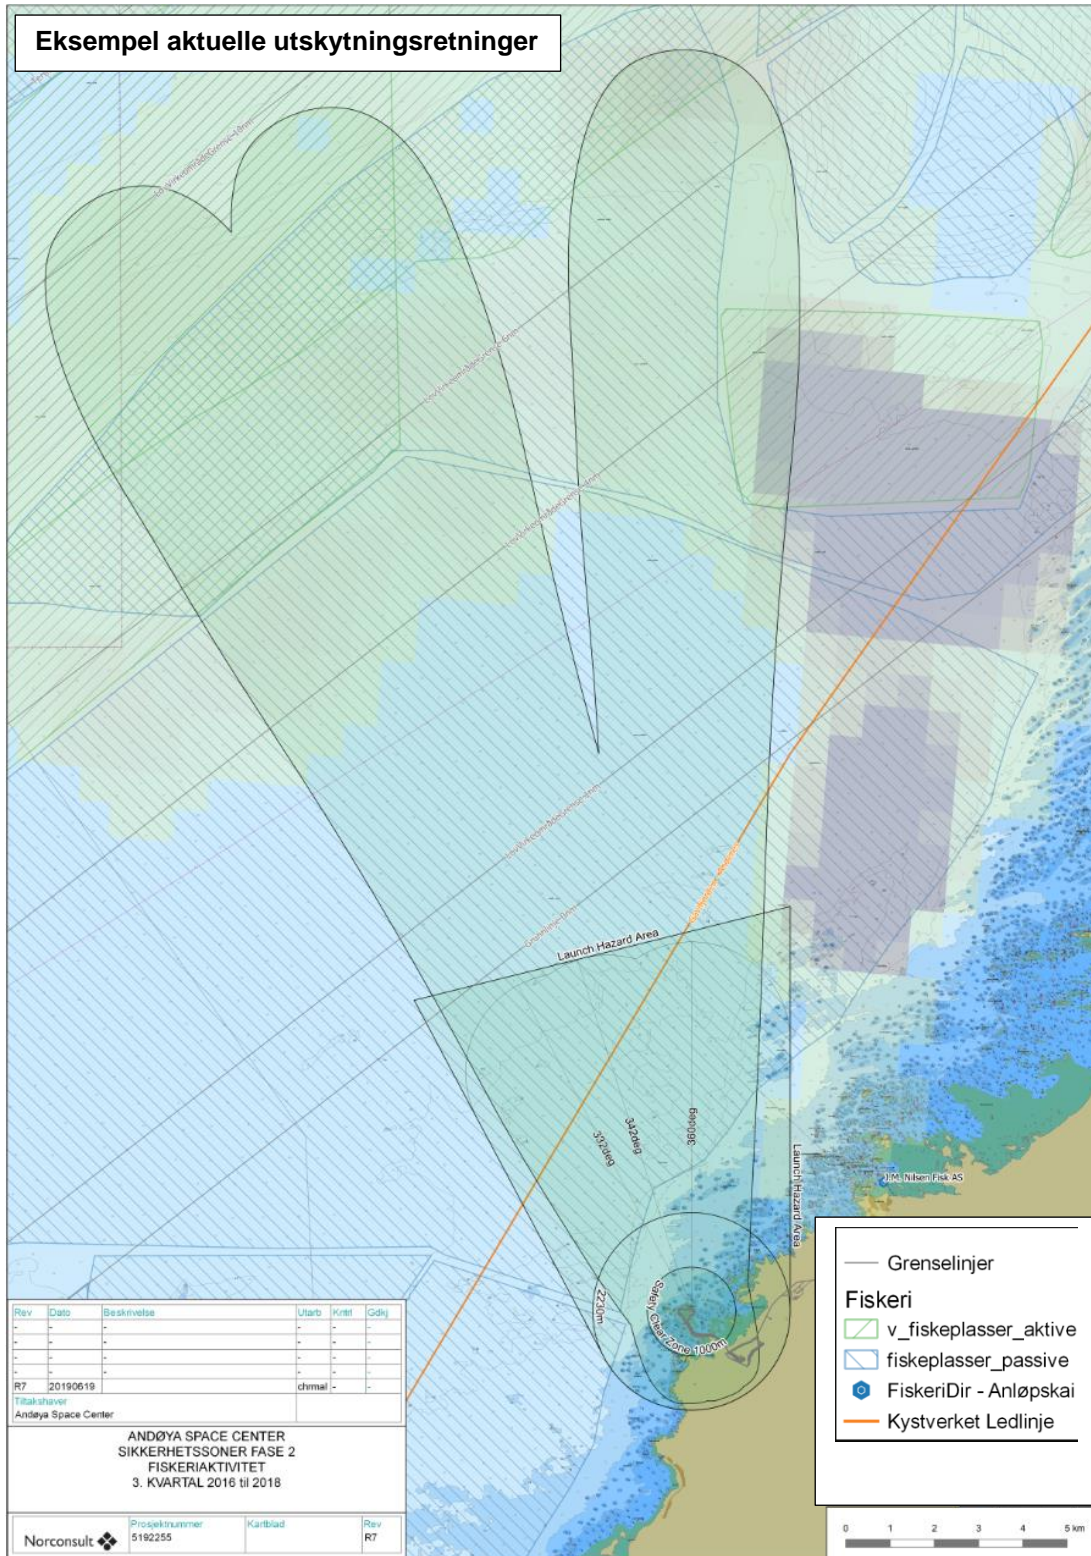 Eksempel aktuelle utskytningsretninger
Launch Hazard Area
332deg
342deg
360deg
Launch Hazard Area
J.M. Nilsen Fisk AS
2230m
Safety Clear Zone 1000m
Grenselinjer
Fiskeri
v_fiskeplasser_aktive
fiskeplasser_passive
FiskeriDir - Anløpskai
Kystverket Ledlinje
0 1 2 3 4 5 km
Rev Dato Beskrivelse Utarb Kntrl Gdkj
- - - - - -
- - - - - -
- - - - - -
- - - - - -
R7 20190619 chrmal - -
Tiltakshaver
Andøya Space Center
ANDØYA SPACE CENTER
SIKKERHETSSONER FASE 2
FISKERIAKTIVITET
3. KVARTAL 2016 til 2018
Norconsult
Prosjektnummer Kartblad Rev
5192255 R7